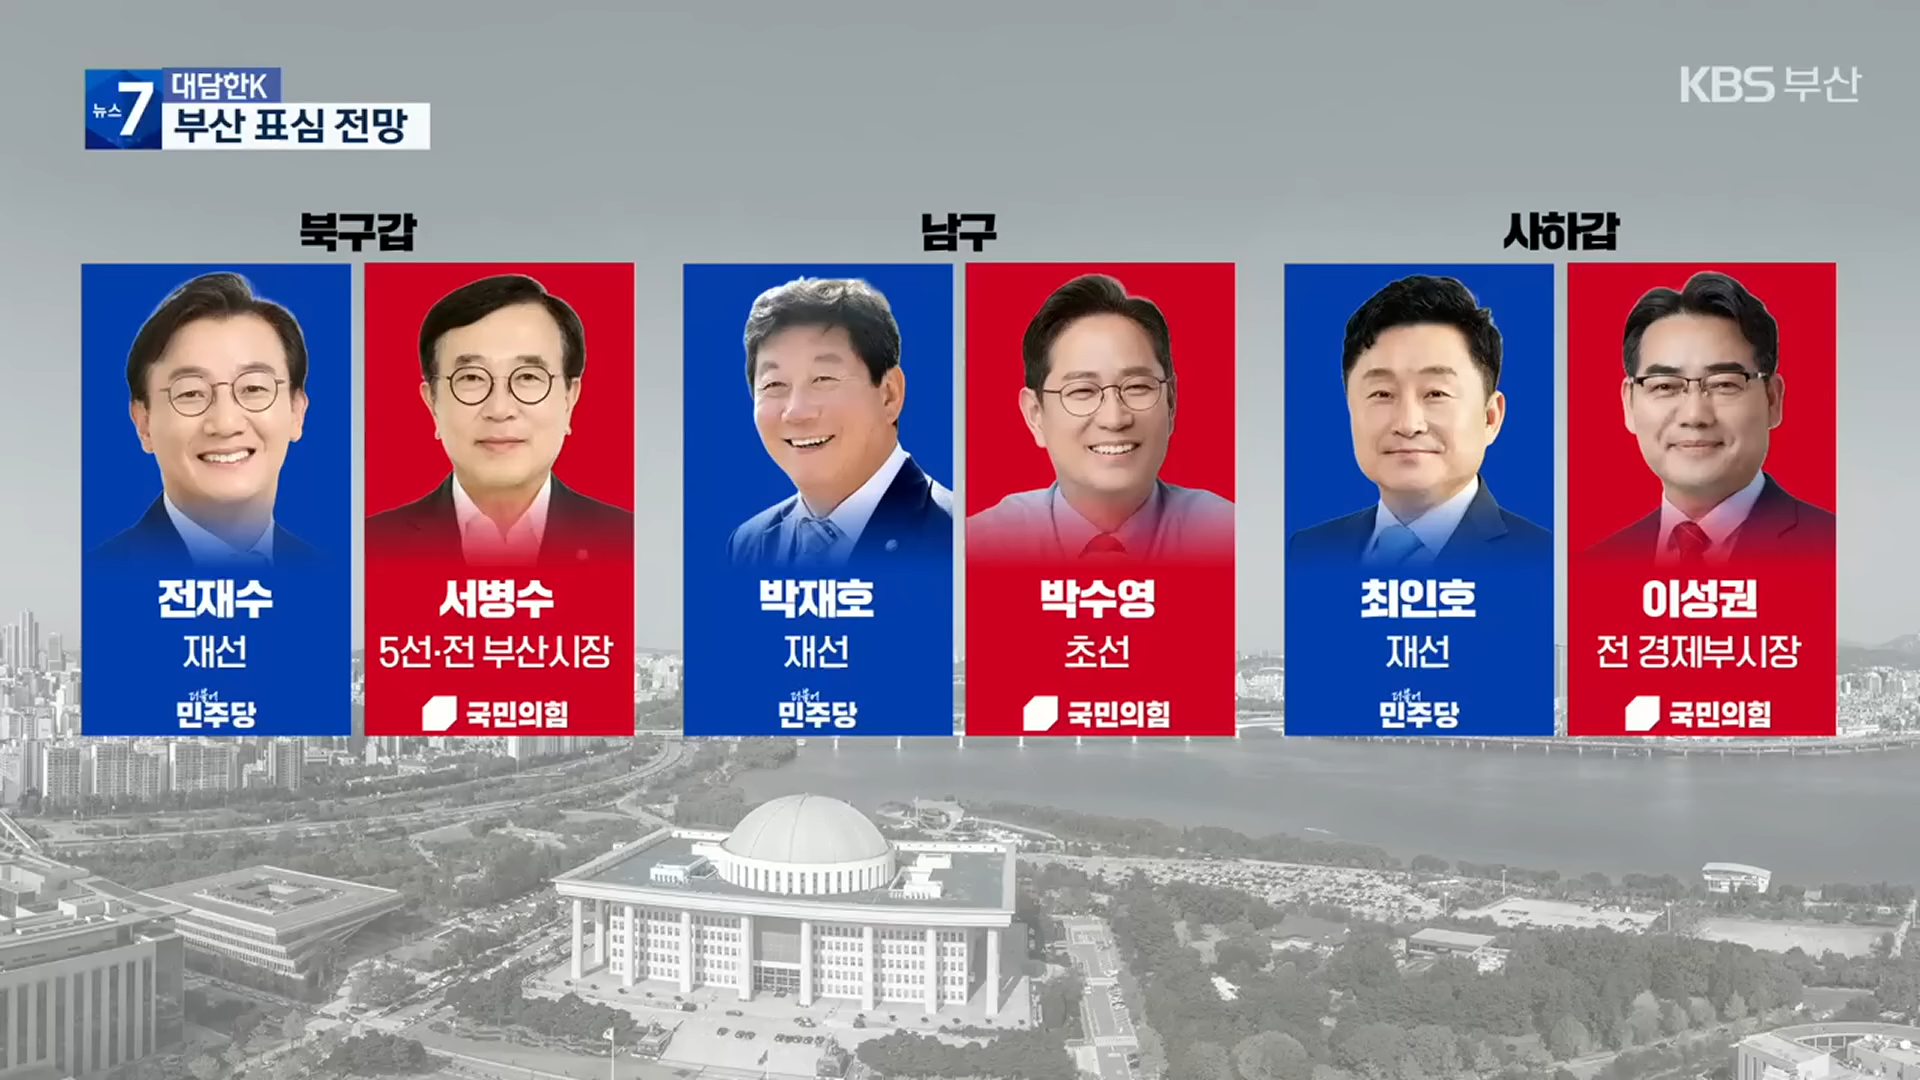 대담한K
뉴스7
부산 표심 전망
KBS 부산
북구갑
전재수
재선
더불어
민주당
서병수
5선·전 부산시장
국민의힘
남구
박재호
재선
더불어
민주당
박수영
초선
국민의힘
사하갑
최인호
재선
더불어
민주당
이성권
전 경제부시장
국민의힘